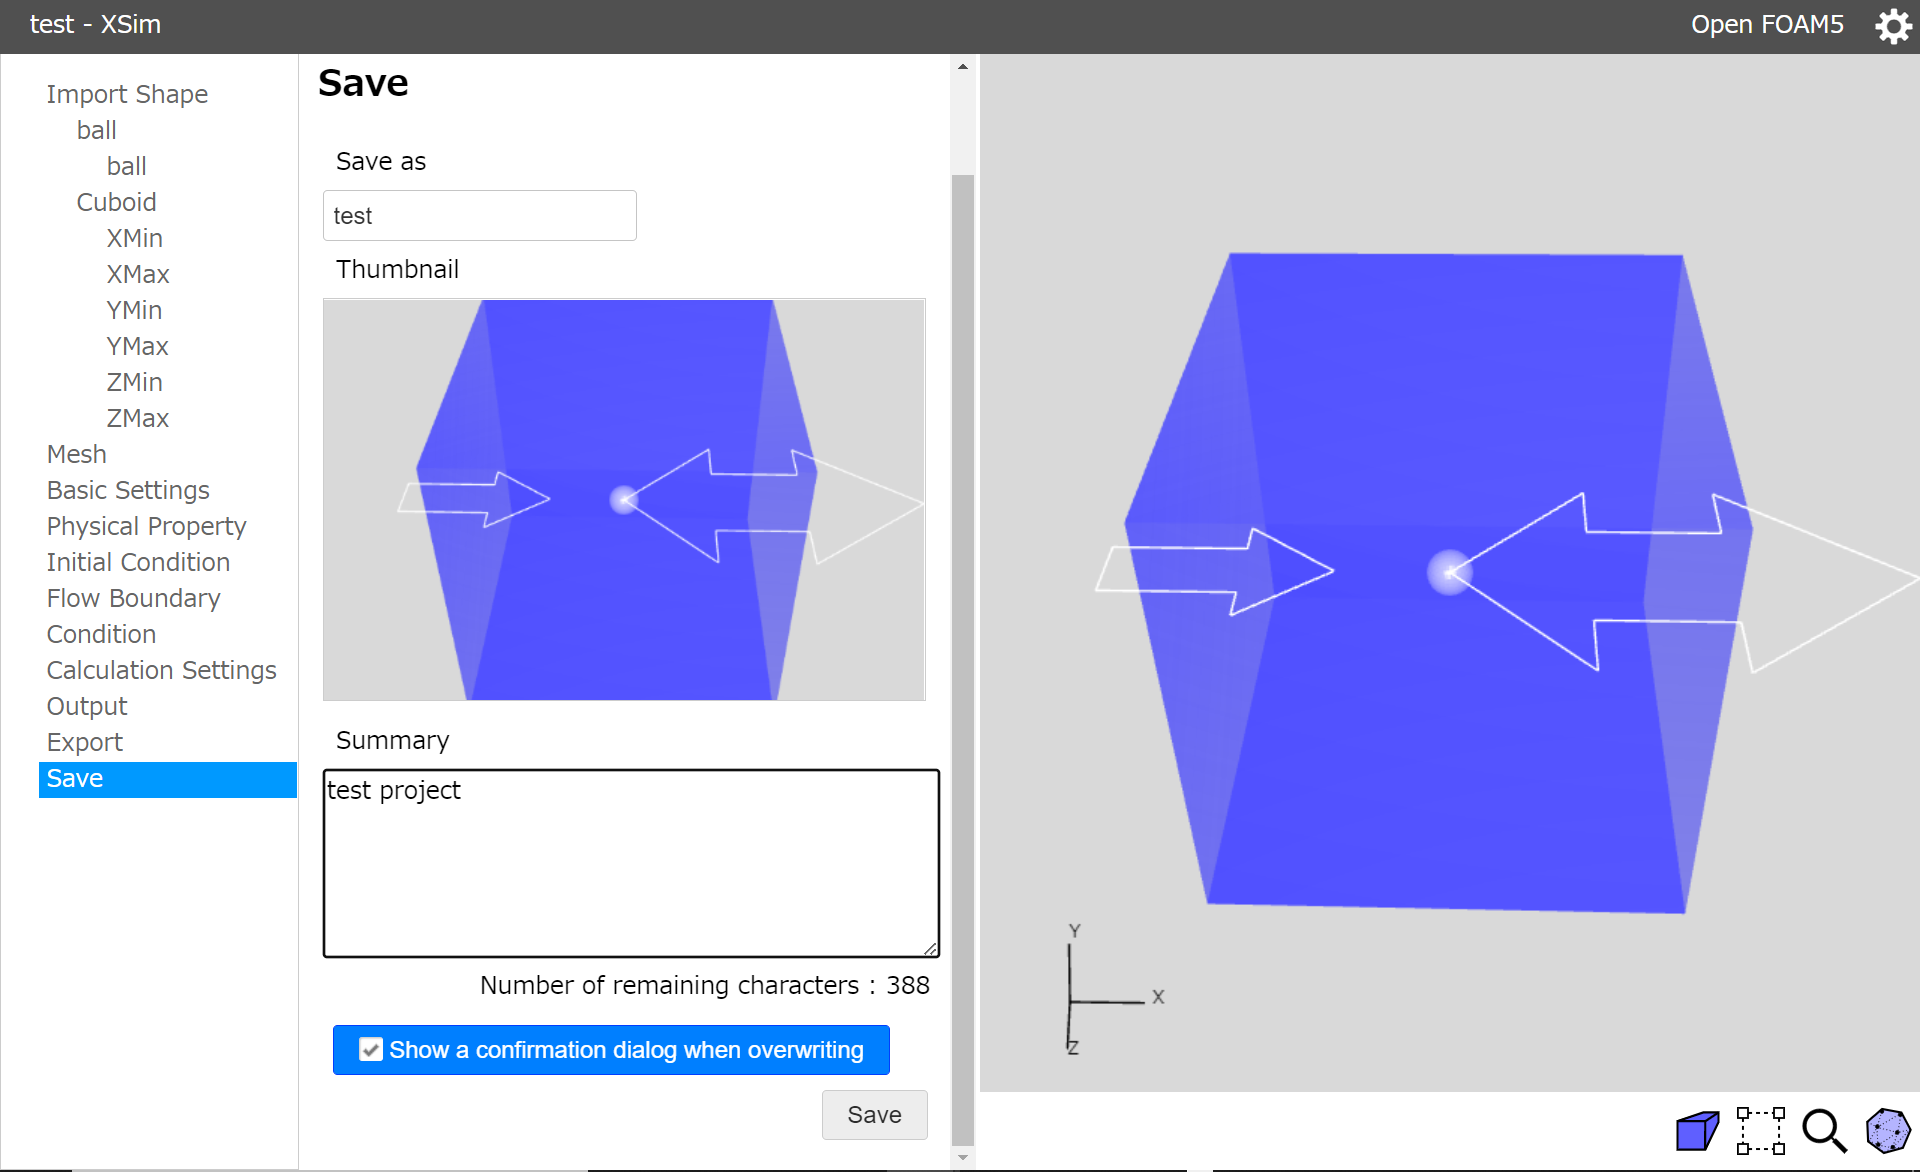 test - XSim
Open FOAM5
Import Shape
ball
ball
Cuboid
XMin
XMax
YMin
YMax
ZMin
ZMax
Mesh
Basic Settings
Physical Property
Initial Condition
Flow Boundary
Condition
Calculation Settings
Output
Export
Save
Save
Save as
test
Thumbnail
Summary
test project
Number of remaining characters : 388
Show a confirmation dialog when overwriting
Save
Y
X
Z